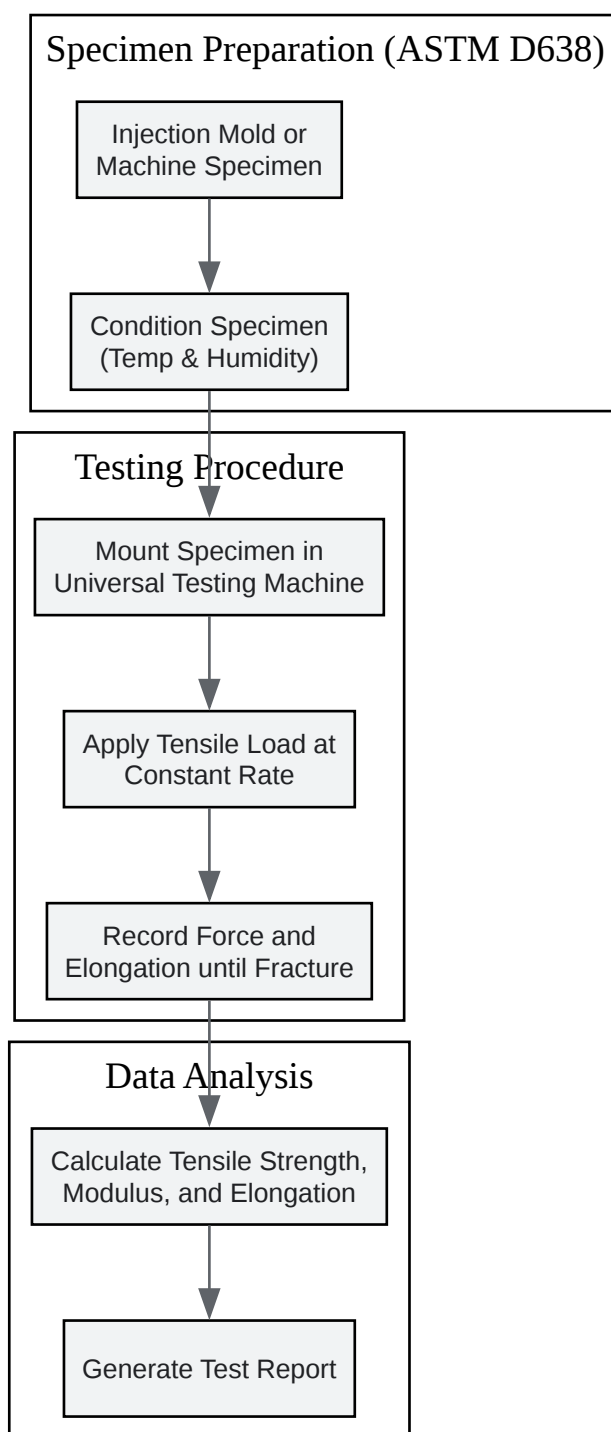 Specimen Preparation (ASTM D638)
Injection Mold or
Machine Specimen
Condition Specimen
(Temp & Humidity)
Testing Procedure
Mount Specimen in
Universal Testing Machine
Apply Tensile Load at
Constant Rate
Record Force and
Elongation until Fracture
Data Analysis
Calculate Tensile Strength,
Modulus, and Elongation
Generate Test Report